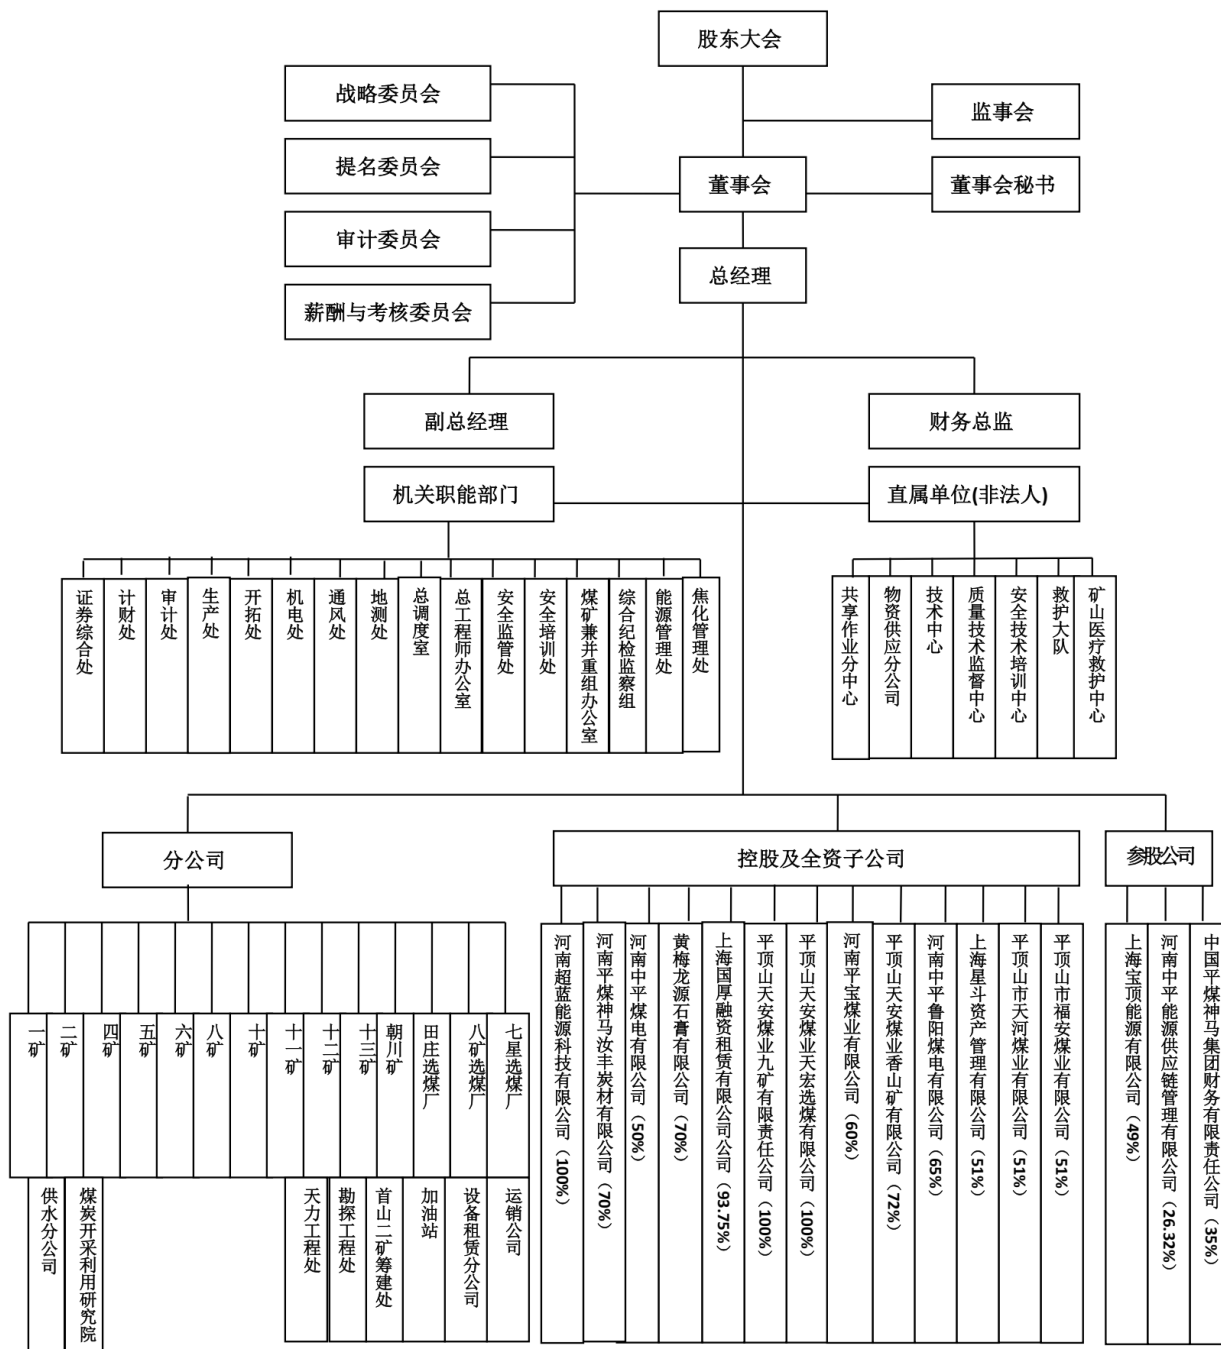 股东大会
战略委员会
监事会
提名委员会
董事会
董事会秘书
审计委员会
总经理
薪酬与考核委员会
副总经理
财务总监
机关职能部门
直属单位(非法人)
证券综合处
计财处
审计处
生产处
开拓处
机电处
通风处
地测处
总调度室
总工程师办公室
安全监管处
安全培训处
煤矿兼并重组办公室
综合纪检监察组
能源管理处
焦化管理处
共享作业分中心
物资供应分公司
技术中心
质量技术监督中心
安全技术培训中心
救护大队
矿山医疗救护中心
分公司
控股及全资子公司
参股公司
一矿
二矿
四矿
五矿
六矿
八矿
十矿
十一矿
十二矿
十三矿
朝川矿
田庄选煤厂
八矿选煤厂
七星选煤厂
供水分公司
煤炭开采利用研究院
天力工程处
勘探工程处
首山二矿筹建处
加油站
设备租赁分公司
运销公司
河南超蓝能源科技有限公司（100%）
河南平煤神马汝丰炭材有限公司（70%）
河南中平煤电有限公司（50%）
黄梅龙源石膏有限公司（70%）
上海国厚融资租赁有限公司公司（93.75%）
平顶山天安煤业九矿有限责任公司（100%）
平顶山天安煤业天宏选煤有限公司（100%）
河南平宝煤业有限公司（60%）
平顶山天安煤业香山矿有限公司（72%）
河南中平鲁阳煤电有限公司（65%）
上海星斗资产管理有限公司（51%）
平顶山市天河煤业有限公司（51%）
平顶山市福安煤业有限公司（51%）
上海宝顶能源有限公司（49%）
河南中平能源供应链管理有限公司（26.32%）
中国平煤神马集团财务有限责任公司（35%）